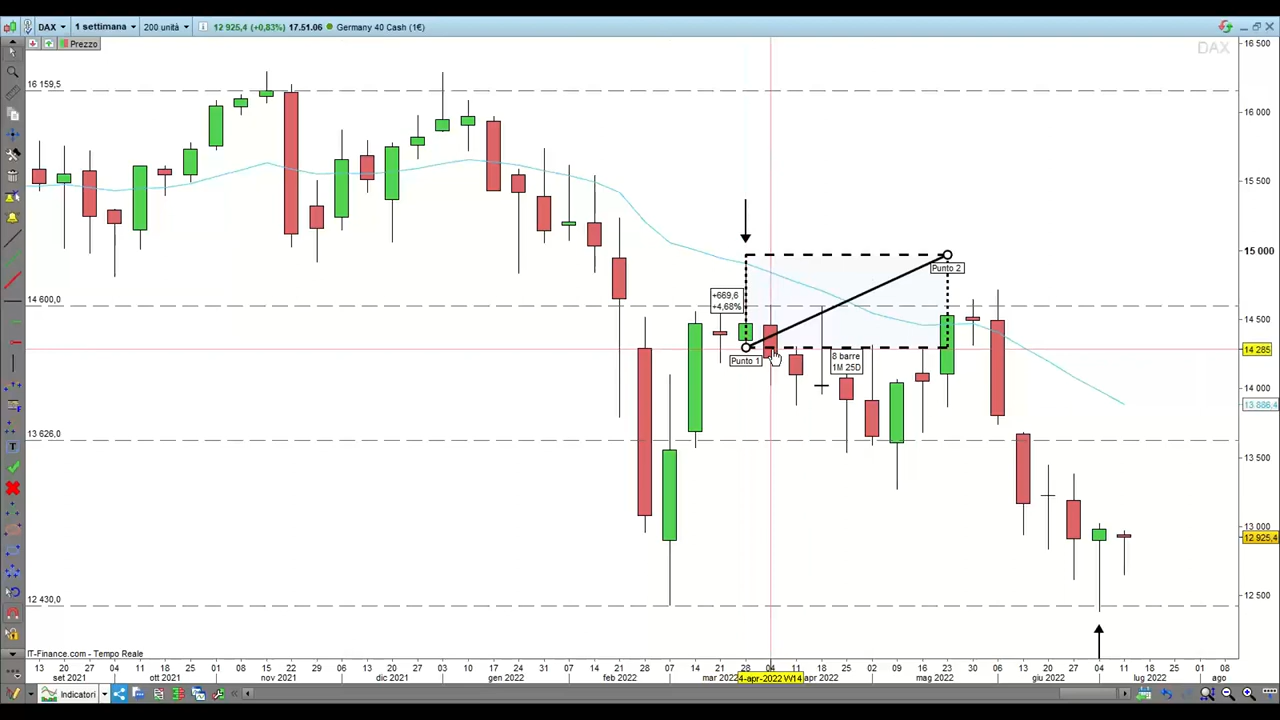 DAX 1 settimana 200 unità 12 925,4 (+0,83%) 17.51.06 Germany 40 Cash (1€)
Prezzo
DAX
16 500
16 159,5
16 000
15 500
15 000
Punto 2
+669,6
+4,68%
14 600,0
14 500
14 285
Punto 1
8 barre
1M 25D
14 000
13 886,4
13 626,0
13 500
13 000
12 925,4
12 430,0
12 500
IT-Finance.com - Tempo Reale
13 20 27 04 11 18 25 01 08 15 22 29 06 13 20 27 03 10 17 24 31 07 14 21 28 07 14 21 28 04 11 18 25 02 09 16 23 30 06 13 20 27 04 11 18 25 01 08
set 2021 ott 2021 nov 2021 dic 2021 gen 2022 feb 2022 mar 2022 4-apr-2022 W14 apr 2022 mag 2022 giu 2022 lug 2022 ago
Indicatori